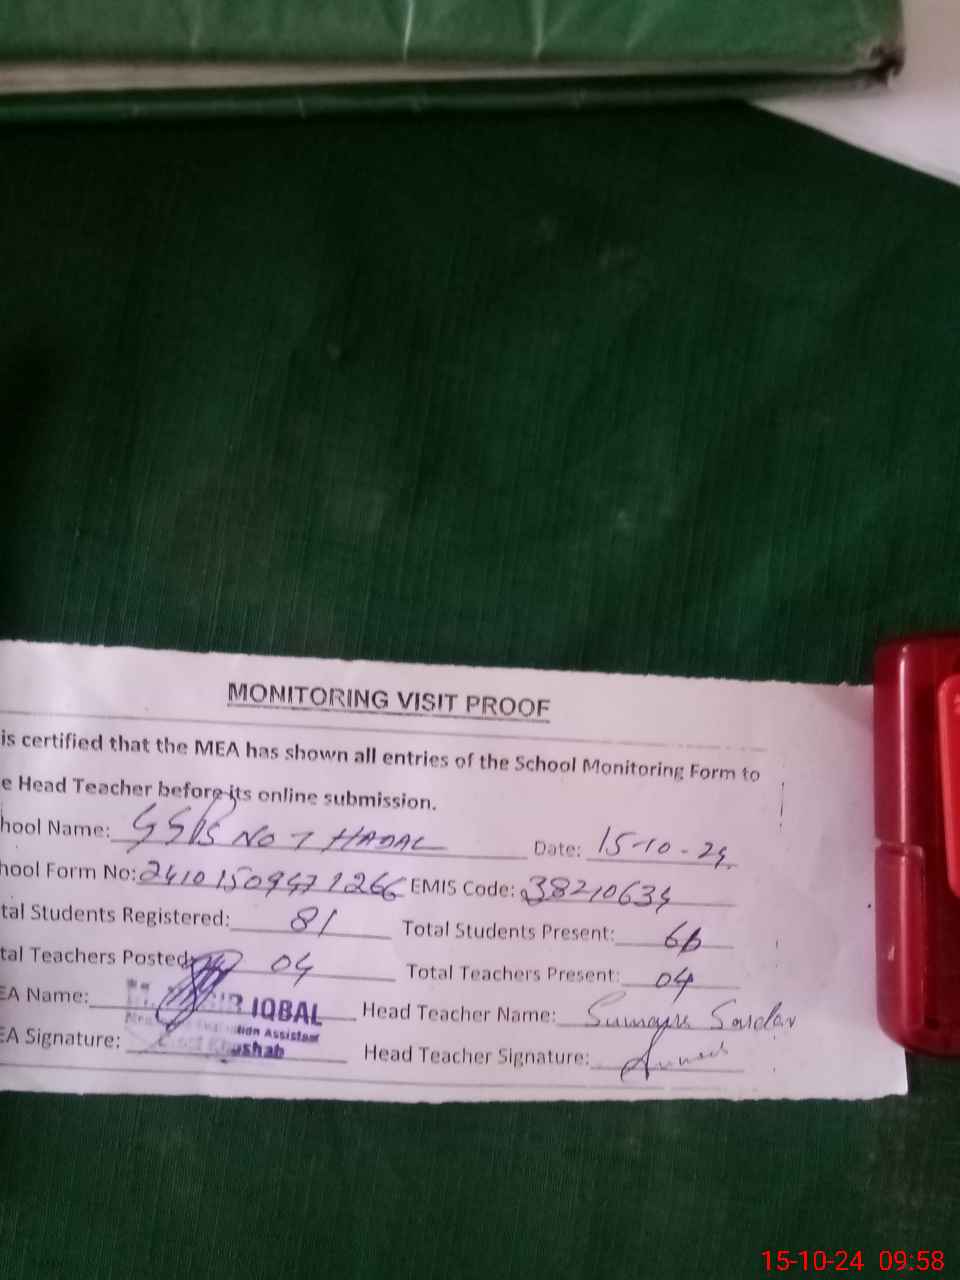 MONITORING VISIT PROOF
is certified that the MEA has shown all entries of the School Monitoring Form to
e Head Teacher before its online submission.
hool Name: GGPS NO 7 HADAL Date: 15-10-24
hool Form No: EMIS Code: 38210634
tal Students Registered: 81 Total Students Present: 66
tal Teachers Posted: 04 Total Teachers Present: 04
EA Name: IQBAL Head Teacher Name: Sumayra Sardar
Assistant
EA Signature: Khushab Head Teacher Signature:
15-10-24 09:58